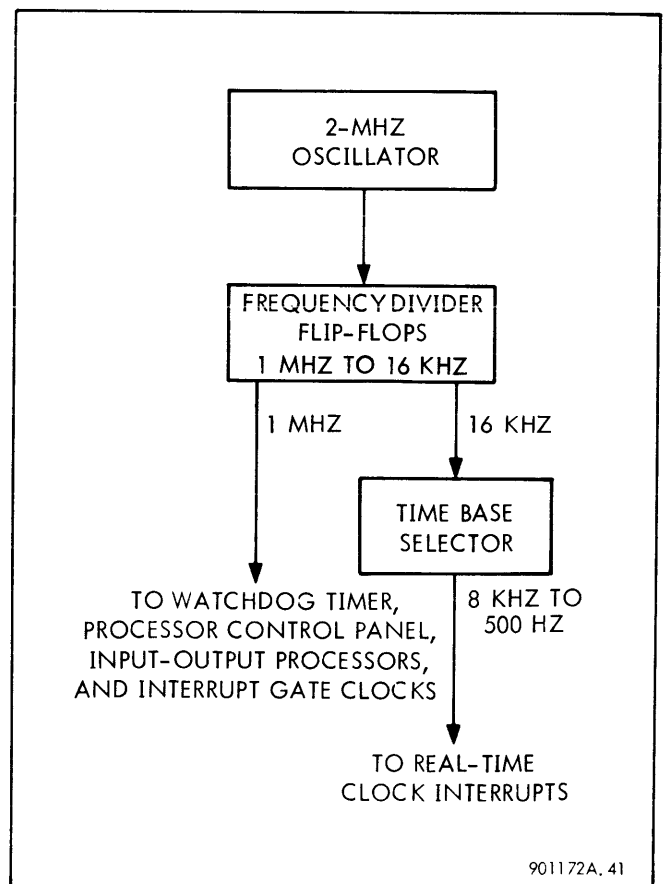 2-MHZ
OSCILLATOR
FREQUENCY DIVIDER
FLIP-FLOPS
1 MHZ TO 16 KHZ
1 MHZ
16 KHZ
TIME BASE
SELECTOR
TO WATCHDOG TIMER,
PROCESSOR CONTROL PANEL,
INPUT-OUTPUT PROCESSORS,
AND INTERRUPT GATE CLOCKS
8 KHZ TO
500 HZ
TO REAL-TIME
CLOCK INTERRUPTS
901172A.41